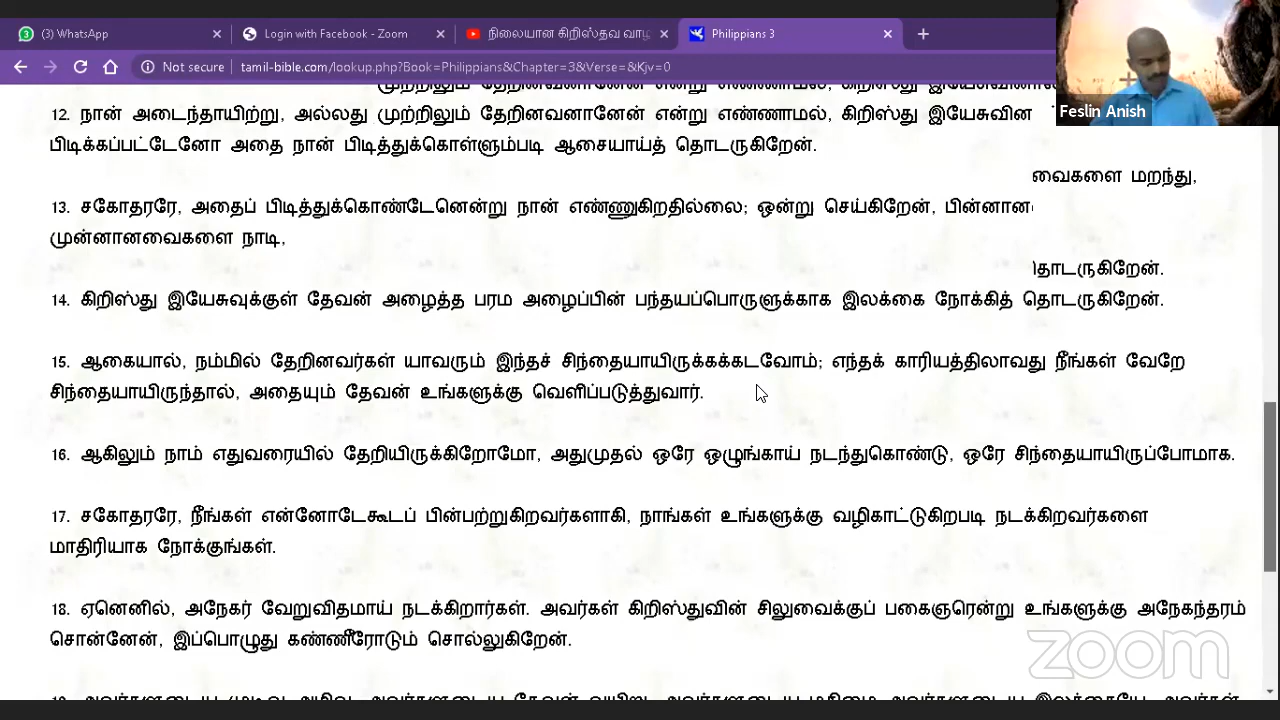 (3) WhatsApp
Login with Facebook - Zoom
நிலையான கிறிஸ்தவ வாழ
Philippians 3
Not secure
tamil-bible.com/lookup.php?Book=Philippians&Chapter=3&Verse=&Kjv=0
Feslin Anish
12. நான் அடைந்தாயிற்று, அல்லது முற்றிலும் தேறினவனானேன் என்று எண்ணாமல், கிறிஸ்து இயேசுவின
பிடிக்கப்பட்டேனோ அதை நான் பிடித்துக்கொள்ளும்படி ஆசையாய்த் தொடருகிறேன்.
வைகளை மறந்து,
13. சகோதரரே, அதைப் பிடித்துக்கொண்டேனென்று நான் எண்ணுகிறதில்லை; ஒன்று செய்கிறேன், பின்னான
முன்னானவைகளை நாடி,
தொடருகிறேன்.
14. கிறிஸ்து இயேசுவுக்குள் தேவன் அழைத்த பரம அழைப்பின் பந்தயப்பொருளுக்காக இலக்கை நோக்கித் தொடருகிறேன்.
15. ஆகையால், நம்மில் தேறினவர்கள் யாவரும் இந்தச் சிந்தையாயிருக்கக்கடவோம்; எந்தக் காரியத்திலாவது நீங்கள் வேறே
சிந்தையாயிருந்தால், அதையும் தேவன் உங்களுக்கு வெளிப்படுத்துவார்.
16. ஆகிலும் நாம் எதுவரையில் தேறியிருக்கிறோமோ, அதுமுதல் ஒரே ஒழுங்காய் நடந்துகொண்டு, ஒரே சிந்தையாயிருப்போமாக.
17. சகோதரரே, நீங்கள் என்னோடேகூடப் பின்பற்றுகிறவர்களாகி, நாங்கள் உங்களுக்கு வழிகாட்டுகிறபடி நடக்கிறவர்களை
மாதிரியாக நோக்குங்கள்.
18. ஏனெனில், அநேகர் வேறுவிதமாய் நடக்கிறார்கள். அவர்கள் கிறிஸ்துவின் சிலுவைக்குப் பகைஞரென்று உங்களுக்கு அநேகந்தரம்
சொன்னேன், இப்பொழுது கண்ணீரோடும் சொல்லுகிறேன்.
zoom